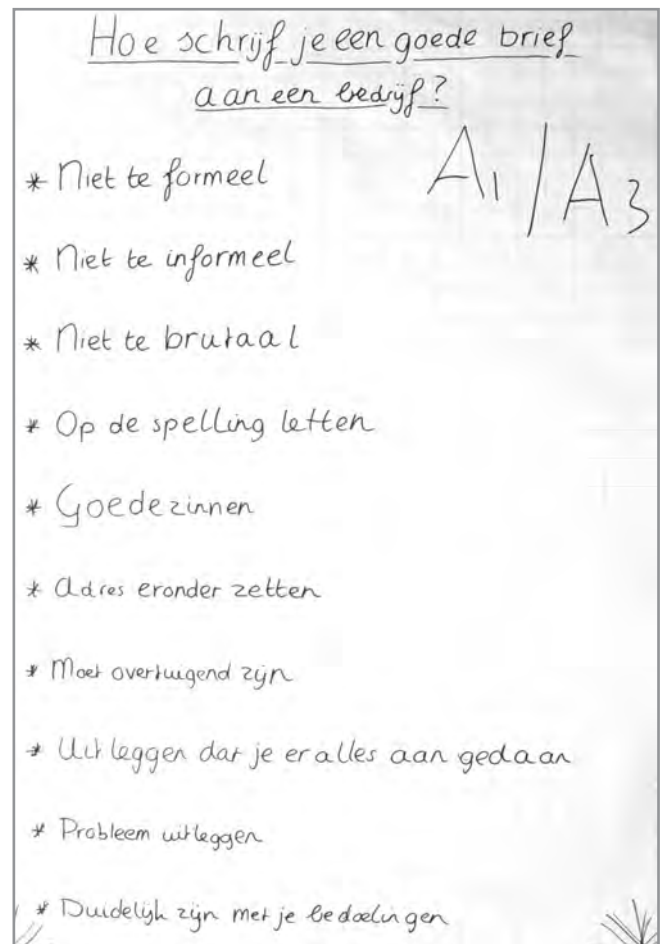 Hoe schrijf je een goede brief
aan een bedrijf?
A1/A3
* Niet te formeel
* Niet te informeel
* Niet te brutaal
* Op de spelling letten
* Goede zinnen
* Adres eronder zetten
* Moet overtuigend zijn
* Uitleggen dat je er alles aan gedaan
* Probleem uitleggen
* Duidelijk zijn met je bedoelingen